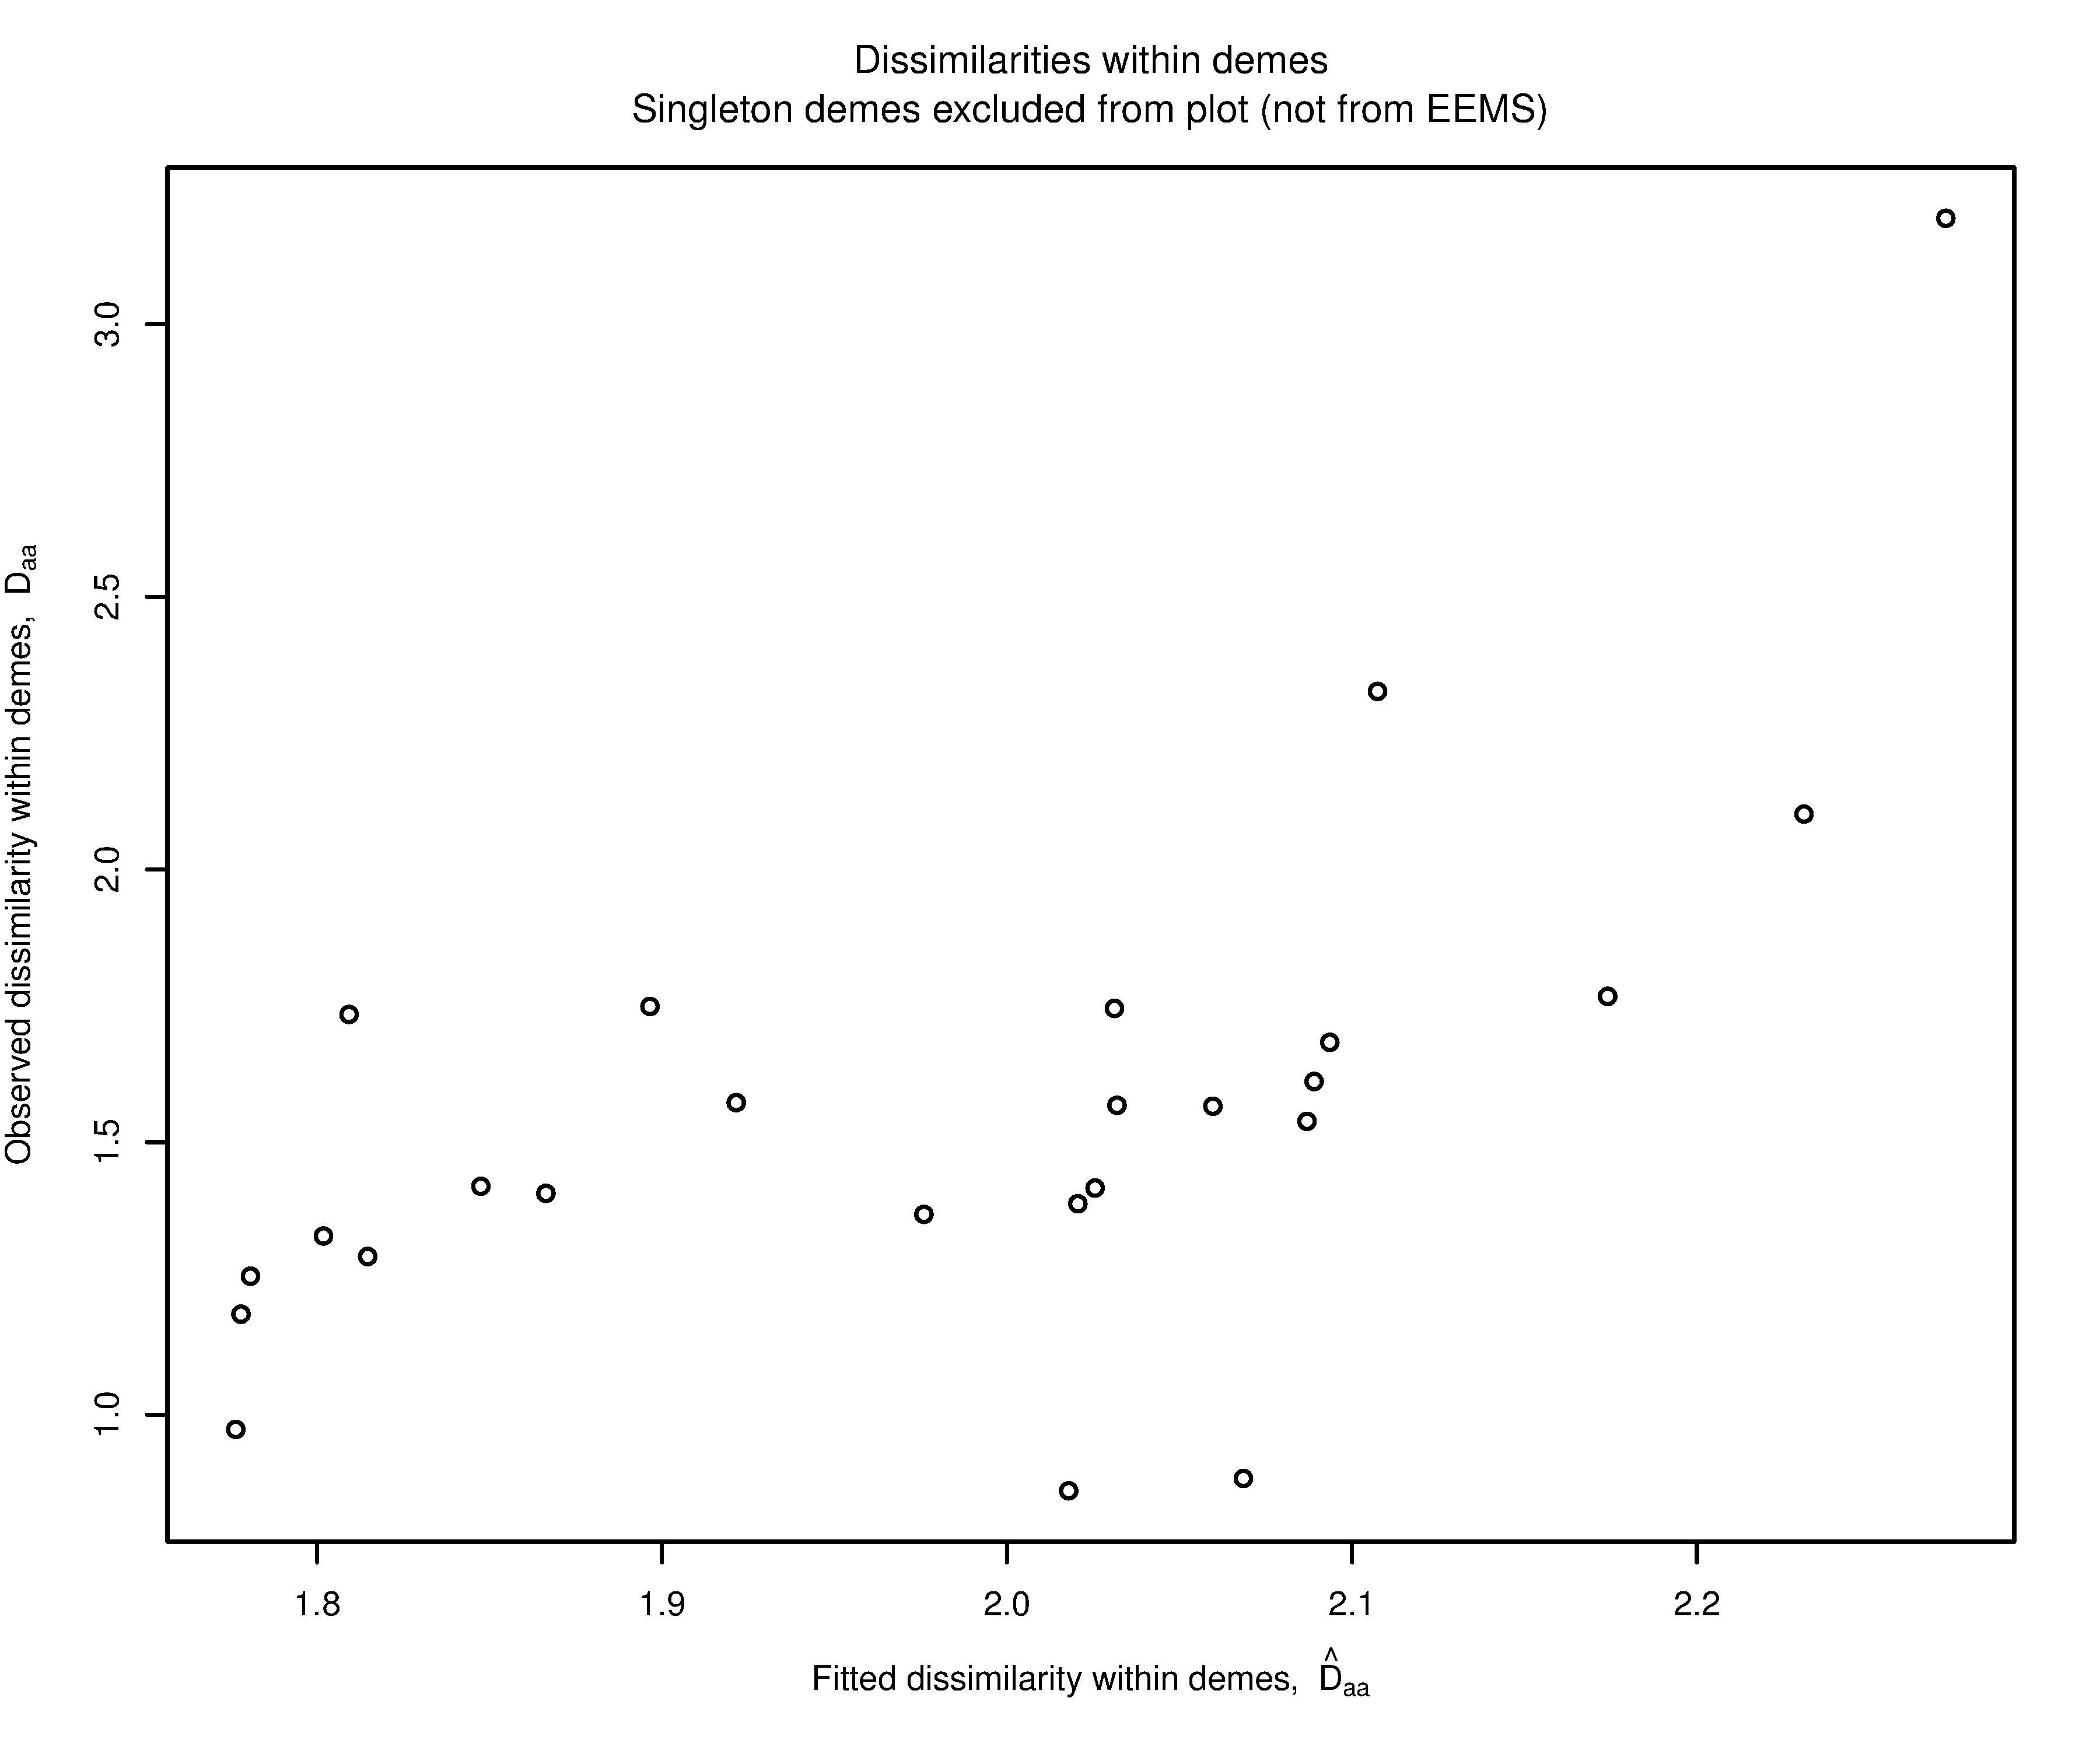 Dissimilarities within demes
Singleton demes excluded from plot (not from EEMS)
Observed dissimilarity within demes, D_aa
3.0
2.5
2.0
1.5
1.0
1.8 1.9 2.0 2.1 2.2
Fitted dissimilarity within demes, D̂_aa